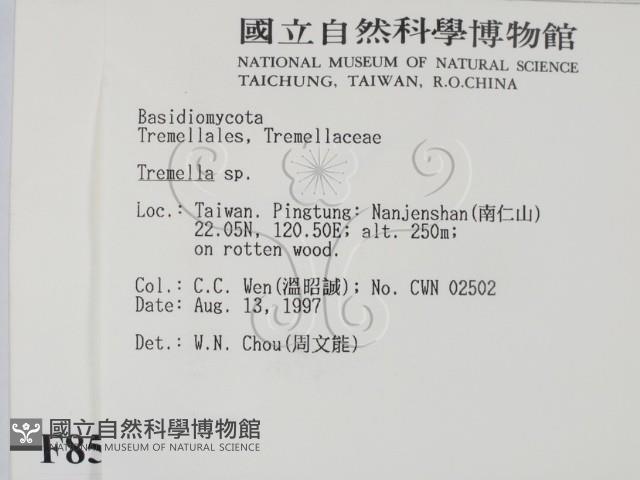 國立自然科學博物館
NATIONAL MUSEUM OF NATURAL SCIENCE
TAICHUNG, TAIWAN, R.O.CHINA
Basidiomycota
Tremellales, Tremellaceae
Tremella sp.
Loc.: Taiwan. Pingtung: Nanjenshan(南仁山)
22.05N, 120.50E; alt. 250m;
on rotten wood.
Col.: C.C. Wen(溫昭誠); No. CWN 02502
Date: Aug. 13, 1997
Det.: W.N. Chou(周文能)
國立自然科學博物館
NATIONAL MUSEUM OF NATURAL SCIENCE
F85